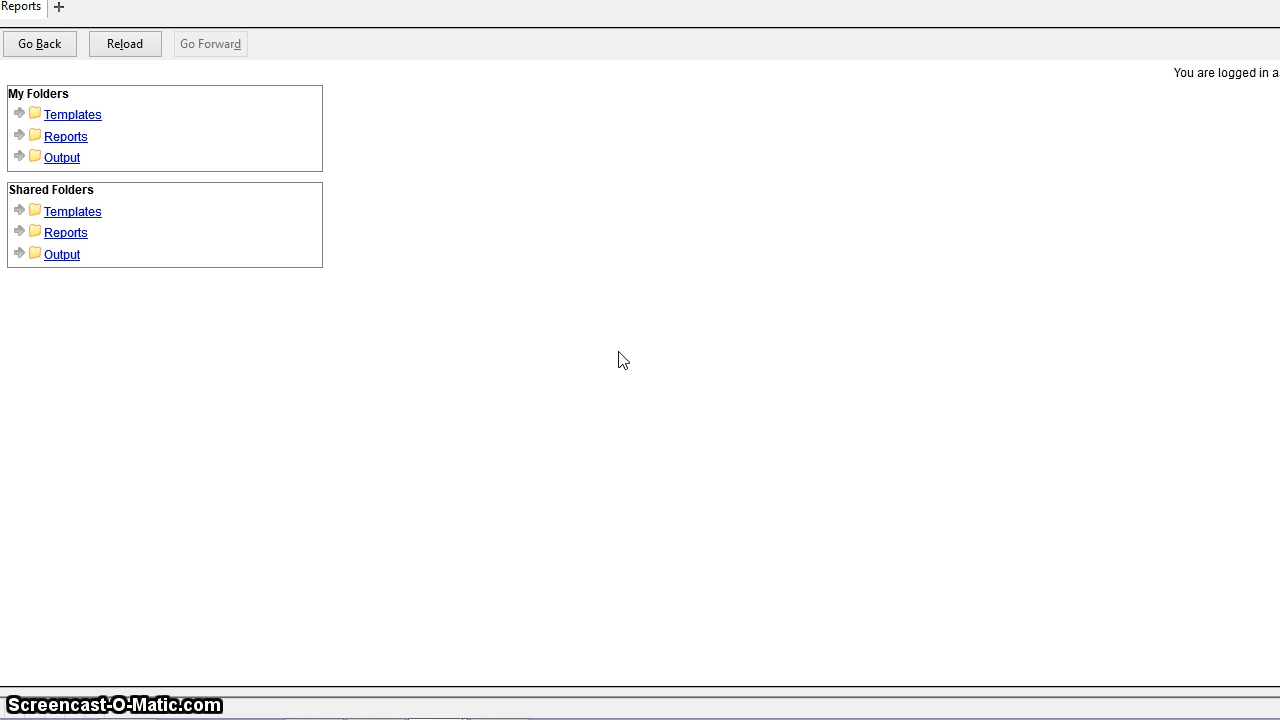 Reports
Go Back Reload Go Forward
You are logged in a
My Folders
Templates
Reports
Output
Shared Folders
Templates
Reports
Output
Screencast-O-Matic.com